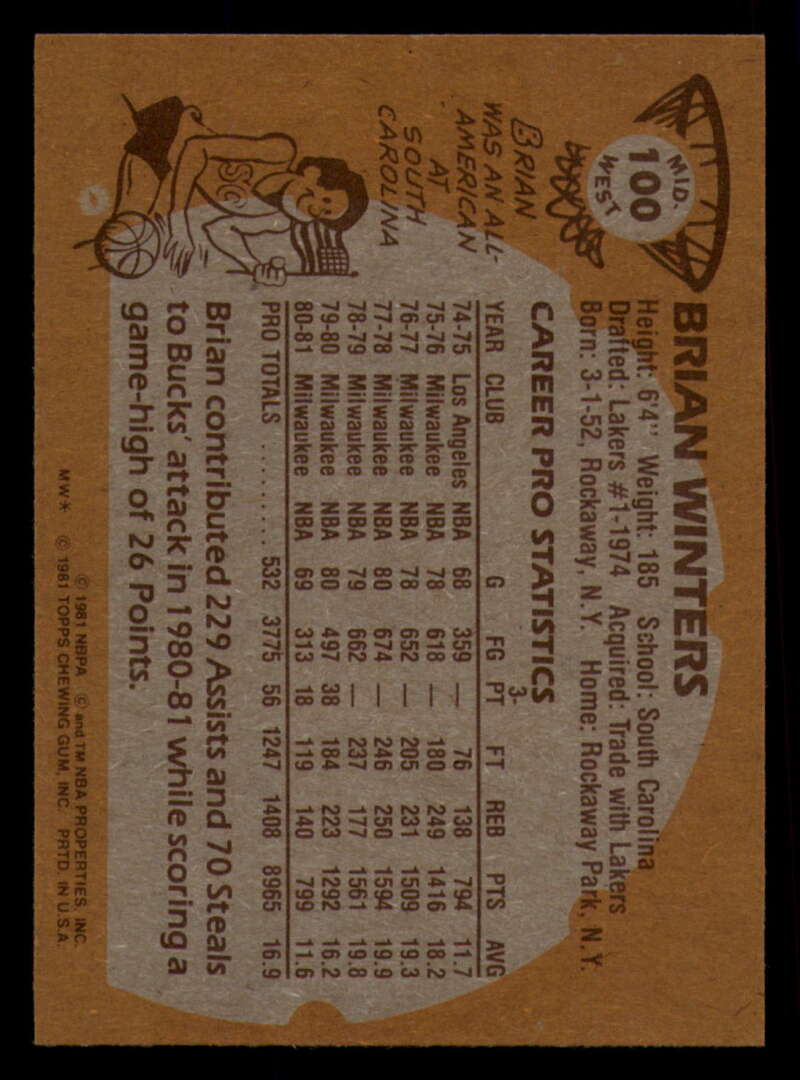 MID.
100
WEST
BRIAN WINTERS
Height: 6'4" Weight: 185 School: South Carolina
Drafted: Lakers #1-1974 Acquired: Trade with Lakers
Born: 3-1-52, Rockaway, N.Y. Home: Rockaway Park, N.Y.
BRIAN
WAS AN ALL-
AMERICAN
AT
SOUTH
CAROLINA
SC
CAREER PRO STATISTICS
3-
YEAR CLUB G FG PT FT REB PTS AVG
74-75 Los Angeles NBA 68 359 — 76 138 794 11.7
75-76 Milwaukee NBA 78 618 — 180 249 1416 18.2
76-77 Milwaukee NBA 78 652 — 205 231 1509 19.3
77-78 Milwaukee NBA 80 674 — 246 250 1594 19.9
78-79 Milwaukee NBA 79 662 — 237 177 1561 19.8
79-80 Milwaukee NBA 80 497 38 184 223 1292 16.2
80-81 Milwaukee NBA 69 313 18 119 140 799 11.6
PRO TOTALS ......... 532 3775 56 1247 1408 8965 16.9
Brian contributed 229 Assists and 70 Steals
to Bucks' attack in 1980-81 while scoring a
game-high of 26 Points.
© 1981 NBPA © and TM NBA PROPERTIES, INC.
MW* © 1981 TOPPS CHEWING GUM, INC. PRTD. IN U.S.A.